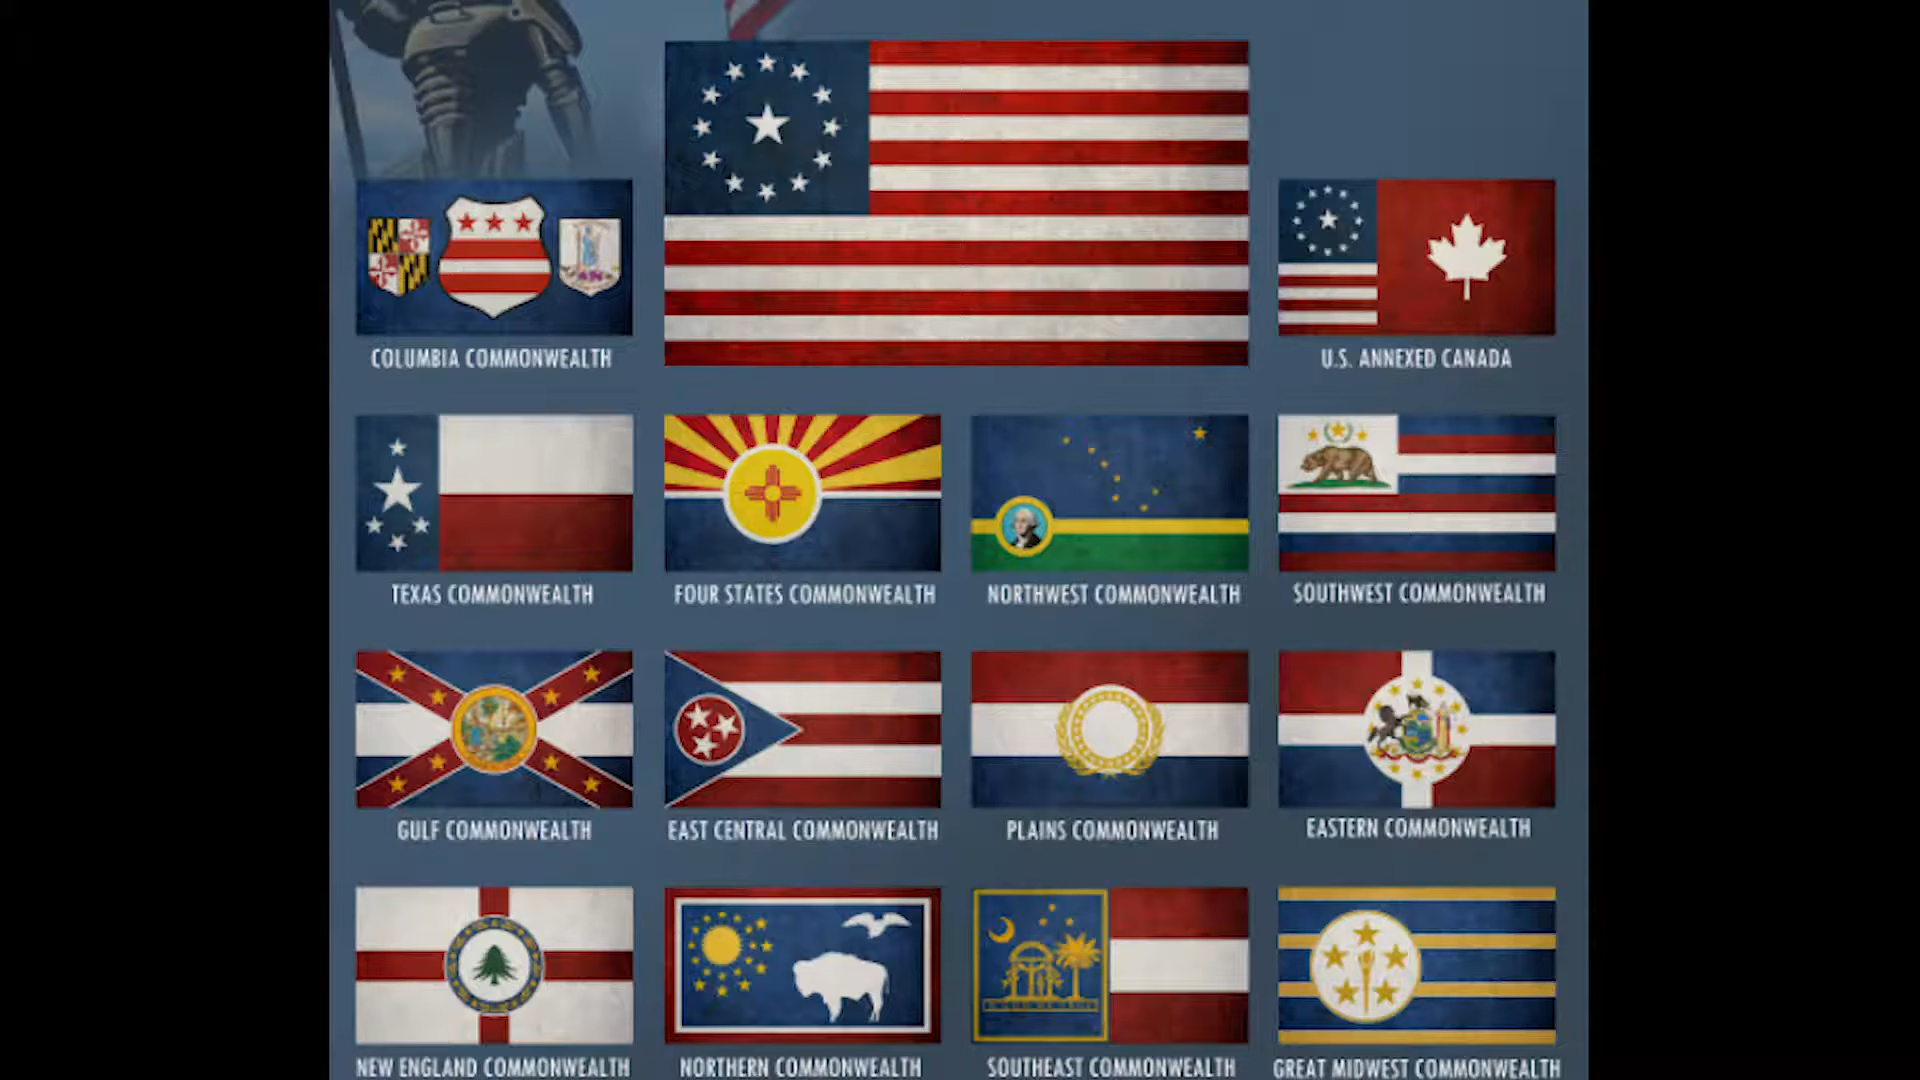 COLUMBIA COMMONWEALTH
U.S. ANNEXED CANADA
TEXAS COMMONWEALTH
FOUR STATES COMMONWEALTH
NORTHWEST COMMONWEALTH
SOUTHWEST COMMONWEALTH
GULF COMMONWEALTH
EAST CENTRAL COMMONWEALTH
PLAINS COMMONWEALTH
EASTERN COMMONWEALTH
NEW ENGLAND COMMONWEALTH
NORTHERN COMMONWEALTH
SOUTHEAST COMMONWEALTH
GREAT MIDWEST COMMONWEALTH